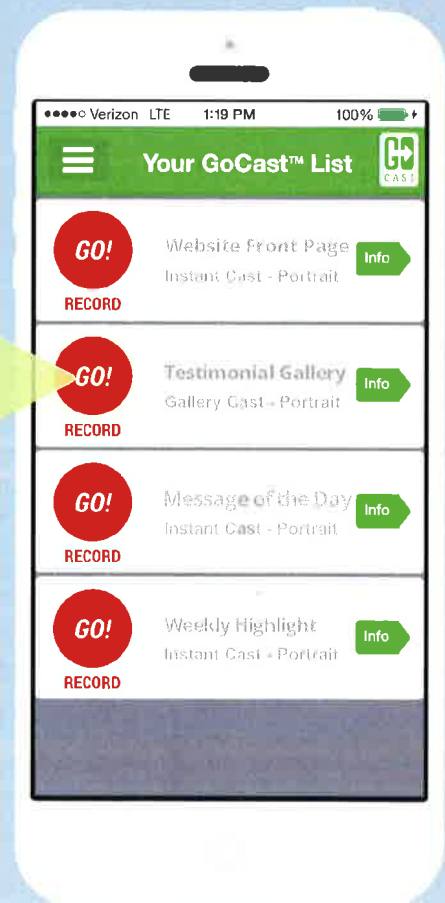 Verizon LTE 1:19 PM 100%
Your GoCast™ List
GO CAST
GO!
RECORD
Website Front Page
Instant Cast - Portrait
Info
GO!
RECORD
Testimonial Gallery
Gallery Cast - Portrait
Info
GO!
RECORD
Message of the Day
Instant Cast - Portrait
Info
GO!
RECORD
Weekly Highlight
Instant Cast - Portrait
Info